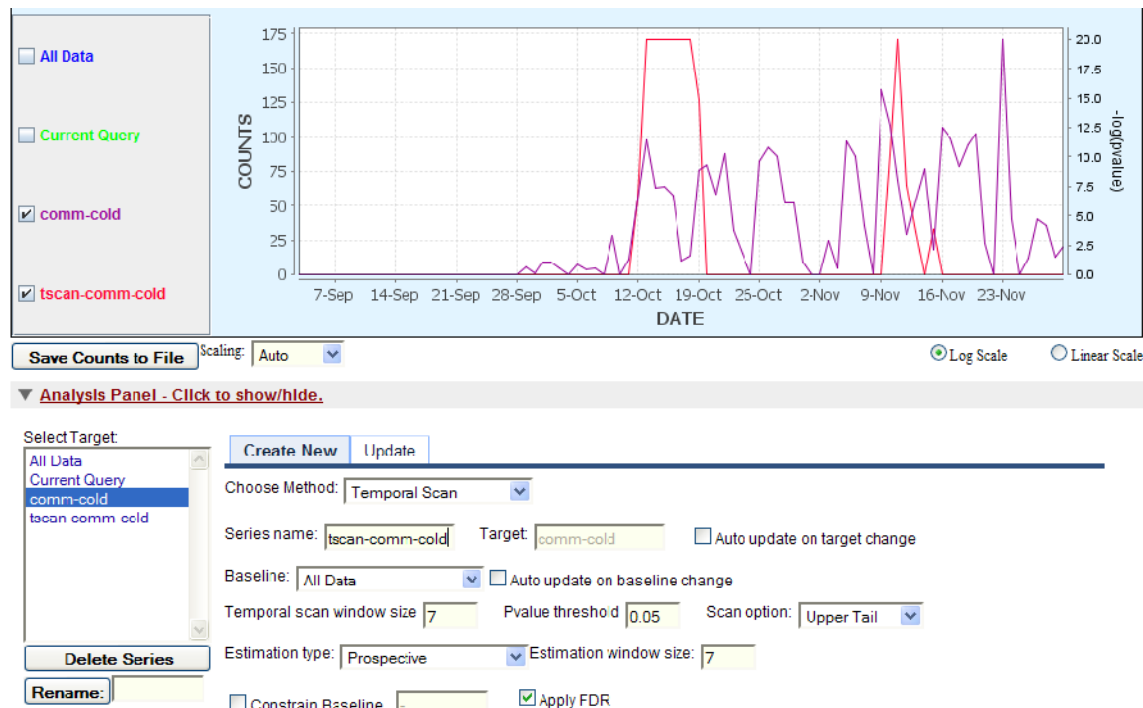 All Data
Current Query
comm-cold
tscan-comm-cold
COUNTS
175
150
125
100
75
50
25
0
20.0
17.5
15.0
12.5
10.0
7.5
5.0
2.5
0.0
-log(pvalue)
7-Sep 14-Sep 21-Sep 28-Sep 5-Oct 12-Oct 19-Oct 25-Oct 2-Nov 9-Nov 16-Nov 23-Nov
DATE
Save Counts to File Scaling: Auto Log Scale Linear Scale
Analysis Panel - Click to show/hide.
Select Target:
All Data
Current Query
comm-cold
tscan-comm-cold
Delete Series
Rename:
Create New Update
Choose Method: Temporal Scan
Series name: tscan-comm-cold Target: comm-cold Auto update on target change
Baseline: All Data Auto update on baseline change
Temporal scan window size 7 Pvalue threshold 0.05 Scan option: Upper Tail
Estimation type: Prospective Estimation window size: 7
Constrain Baseline - Apply FDR